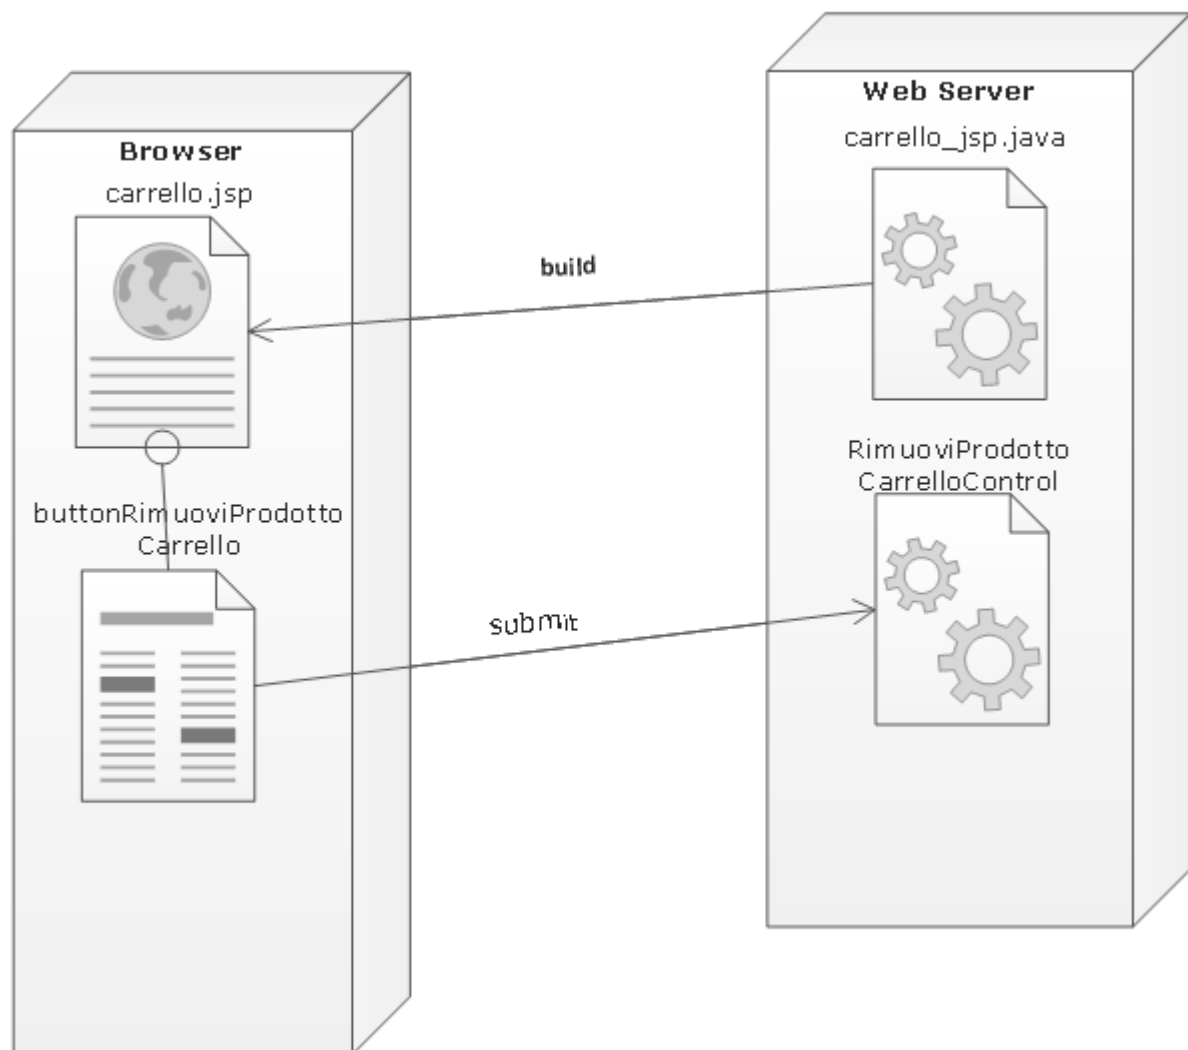 Browser
carrello.jsp
buttonRimuoviProdotto
Carrello
build
submit
Web Server
carrello_jsp.java
RimuoviProdotto
CarrelloControl